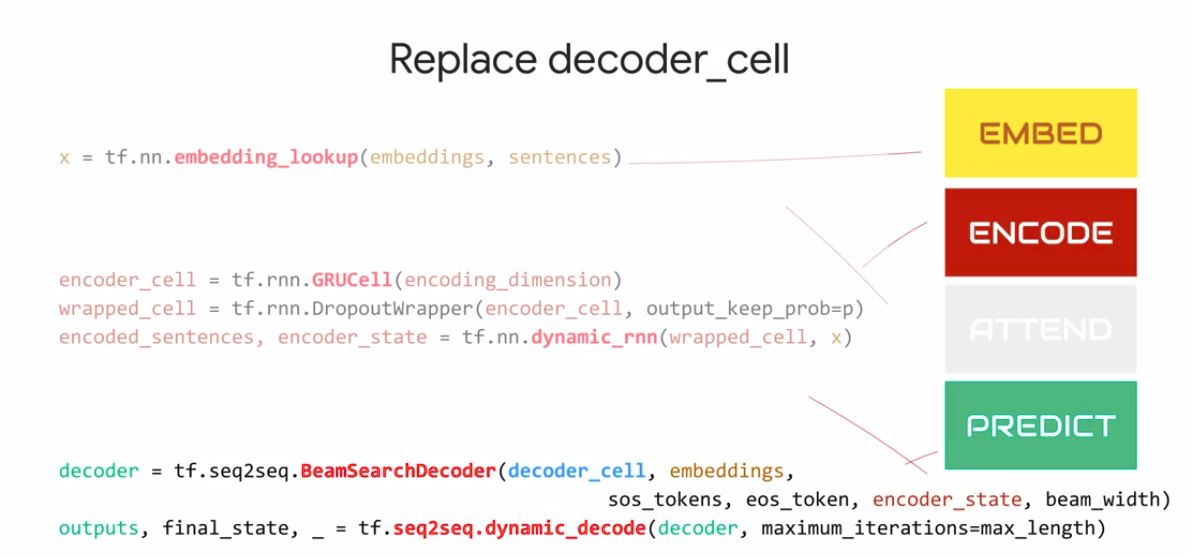 Replace decoder_cell
x = tf.nn.embedding_lookup(embeddings, sentences)
EMBED
ENCODE
encoder_cell = tf.rnn.GRUCell(encoding_dimension)
wrapped_cell = tf.rnn.DropoutWrapper(encoder_cell, output_keep_prob=p)
encoded_sentences, encoder_state = tf.nn.dynamic_rnn(wrapped_cell, x)
ATTEND
PREDICT
decoder = tf.seq2seq.BeamSearchDecoder(decoder_cell, embeddings,
sos_tokens, eos_token, encoder_state, beam_width)
outputs, final_state, _ = tf.seq2seq.dynamic_decode(decoder, maximum_iterations=max_length)